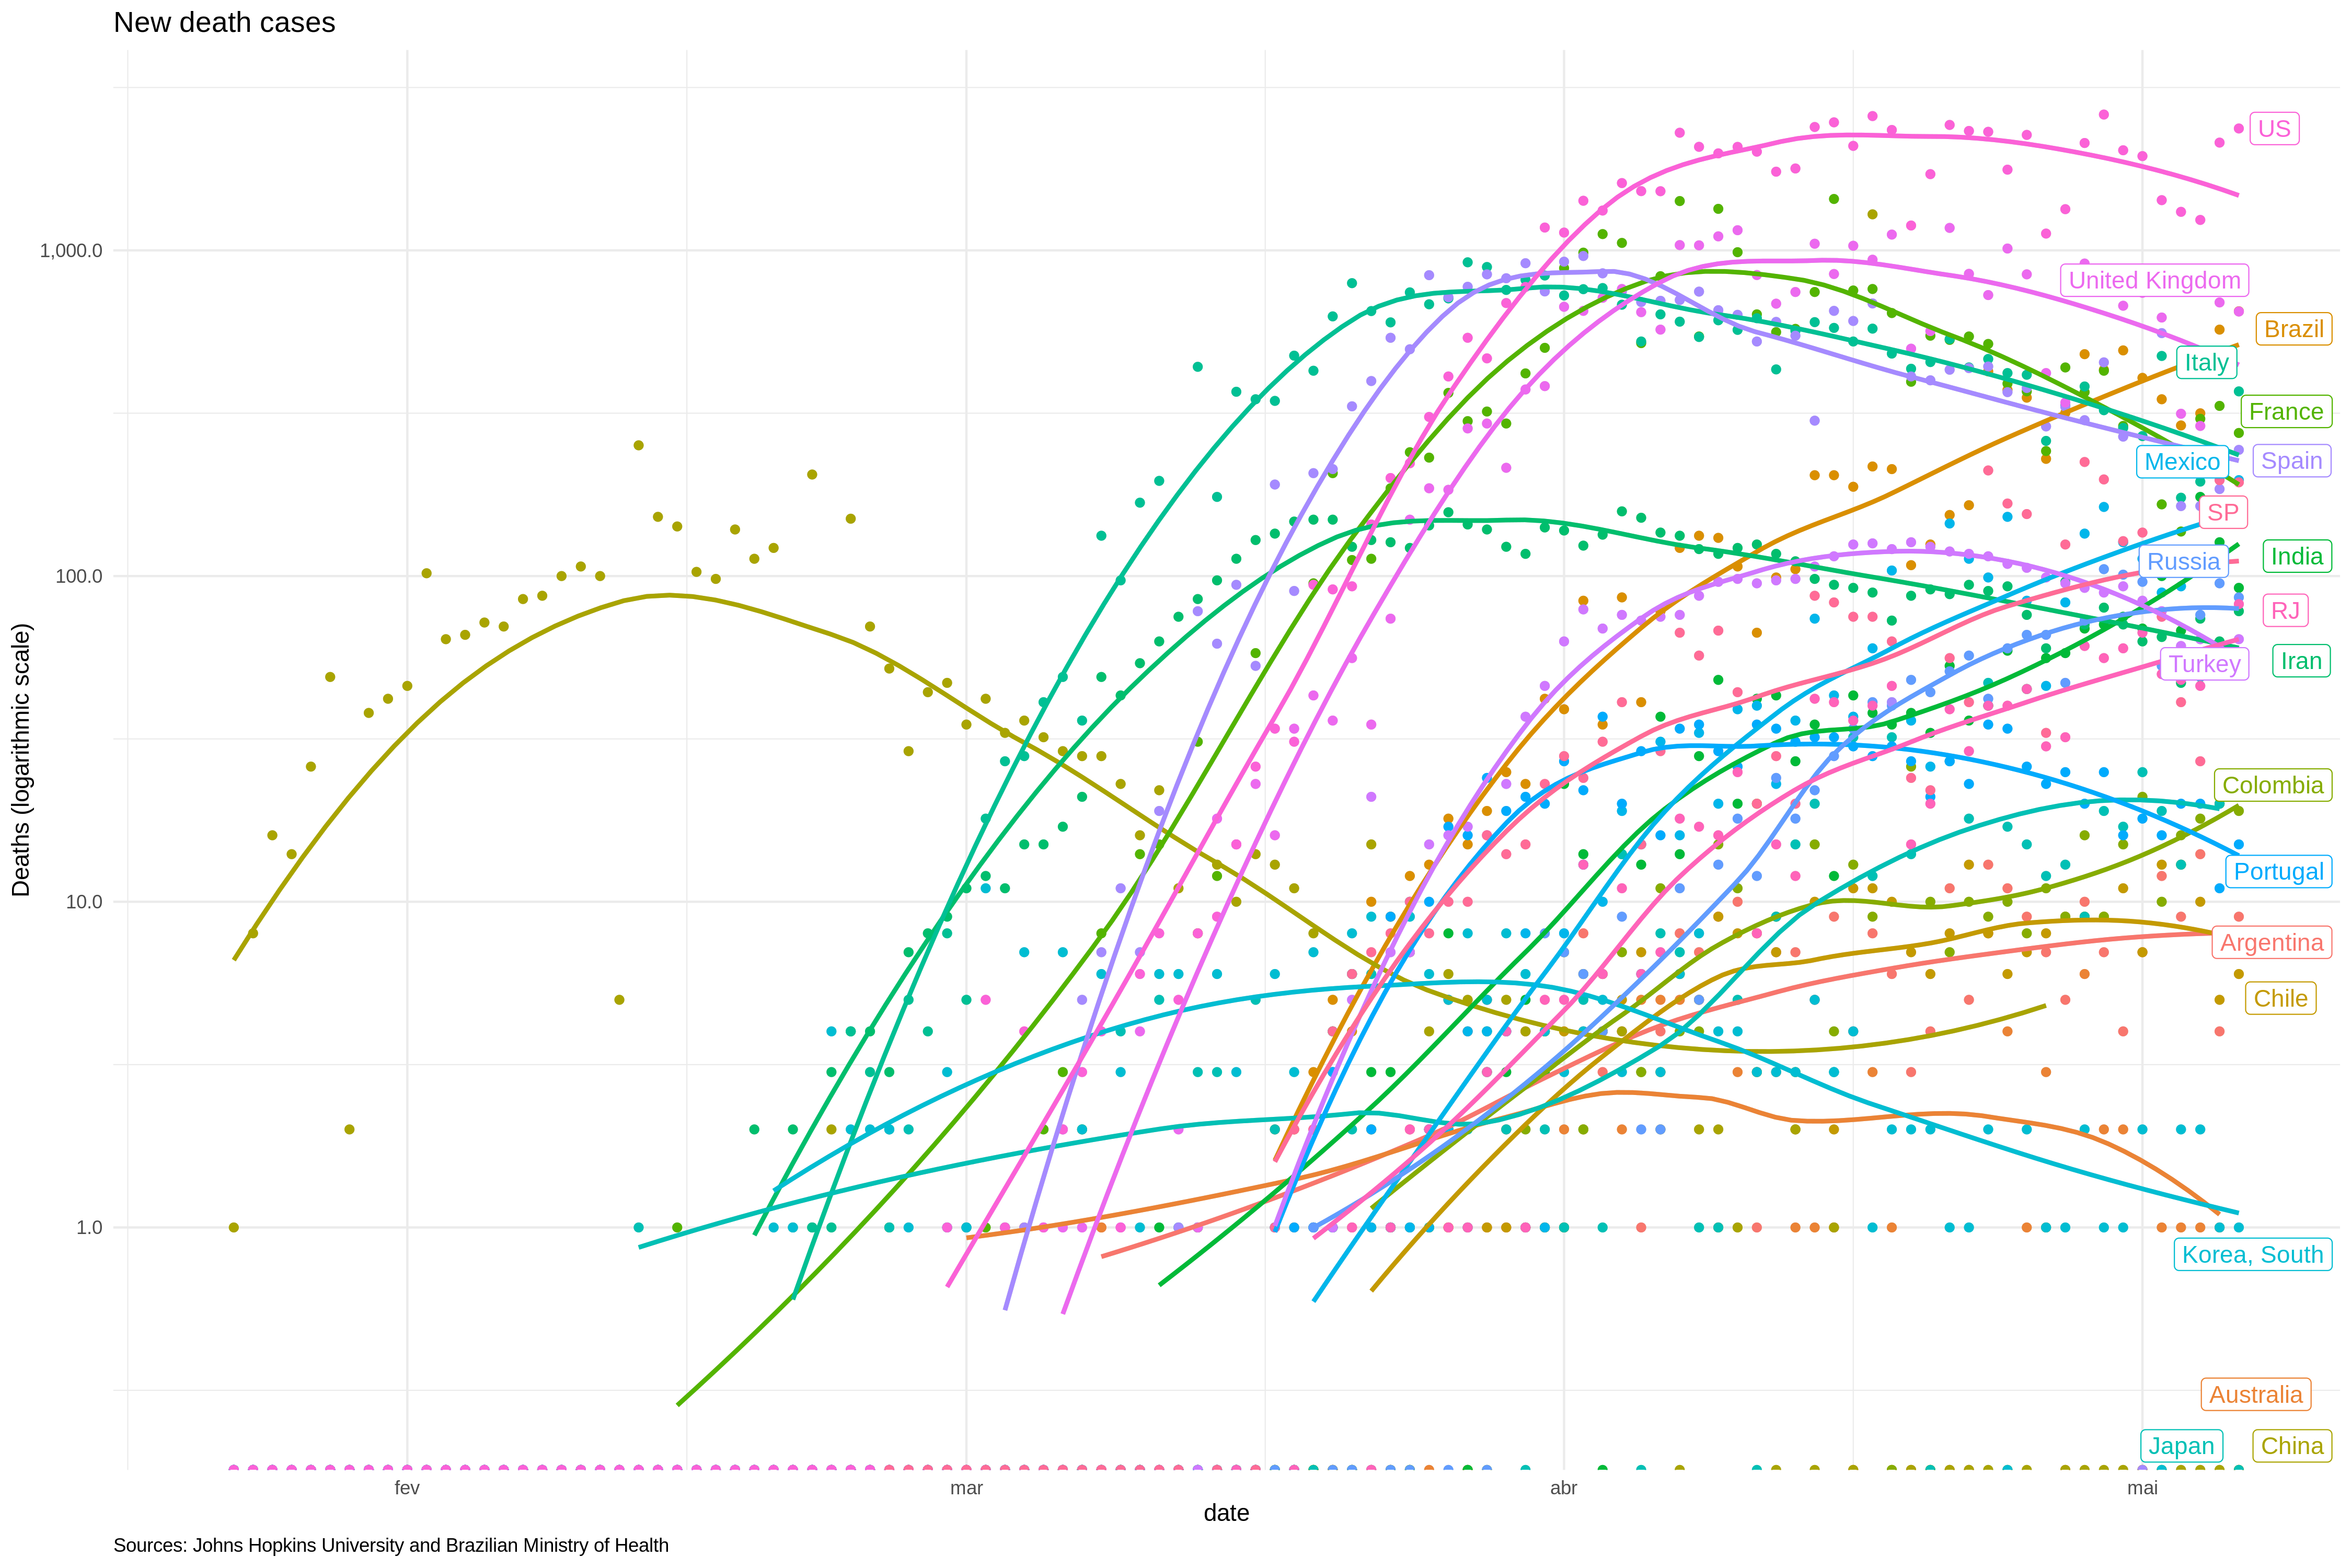 New death cases
US
United Kingdom
Brazil
Italy
France
Mexico
Spain
SP
India
Russia
RJ
Turkey
Iran
Colombia
Portugal
Argentina
Chile
Korea, South
Australia
Japan
China
1,000.0
100.0
10.0
1.0
Deaths (logarithmic scale)
fev
mar
abr
mai
date
Sources: Johns Hopkins University and Brazilian Ministry of Health